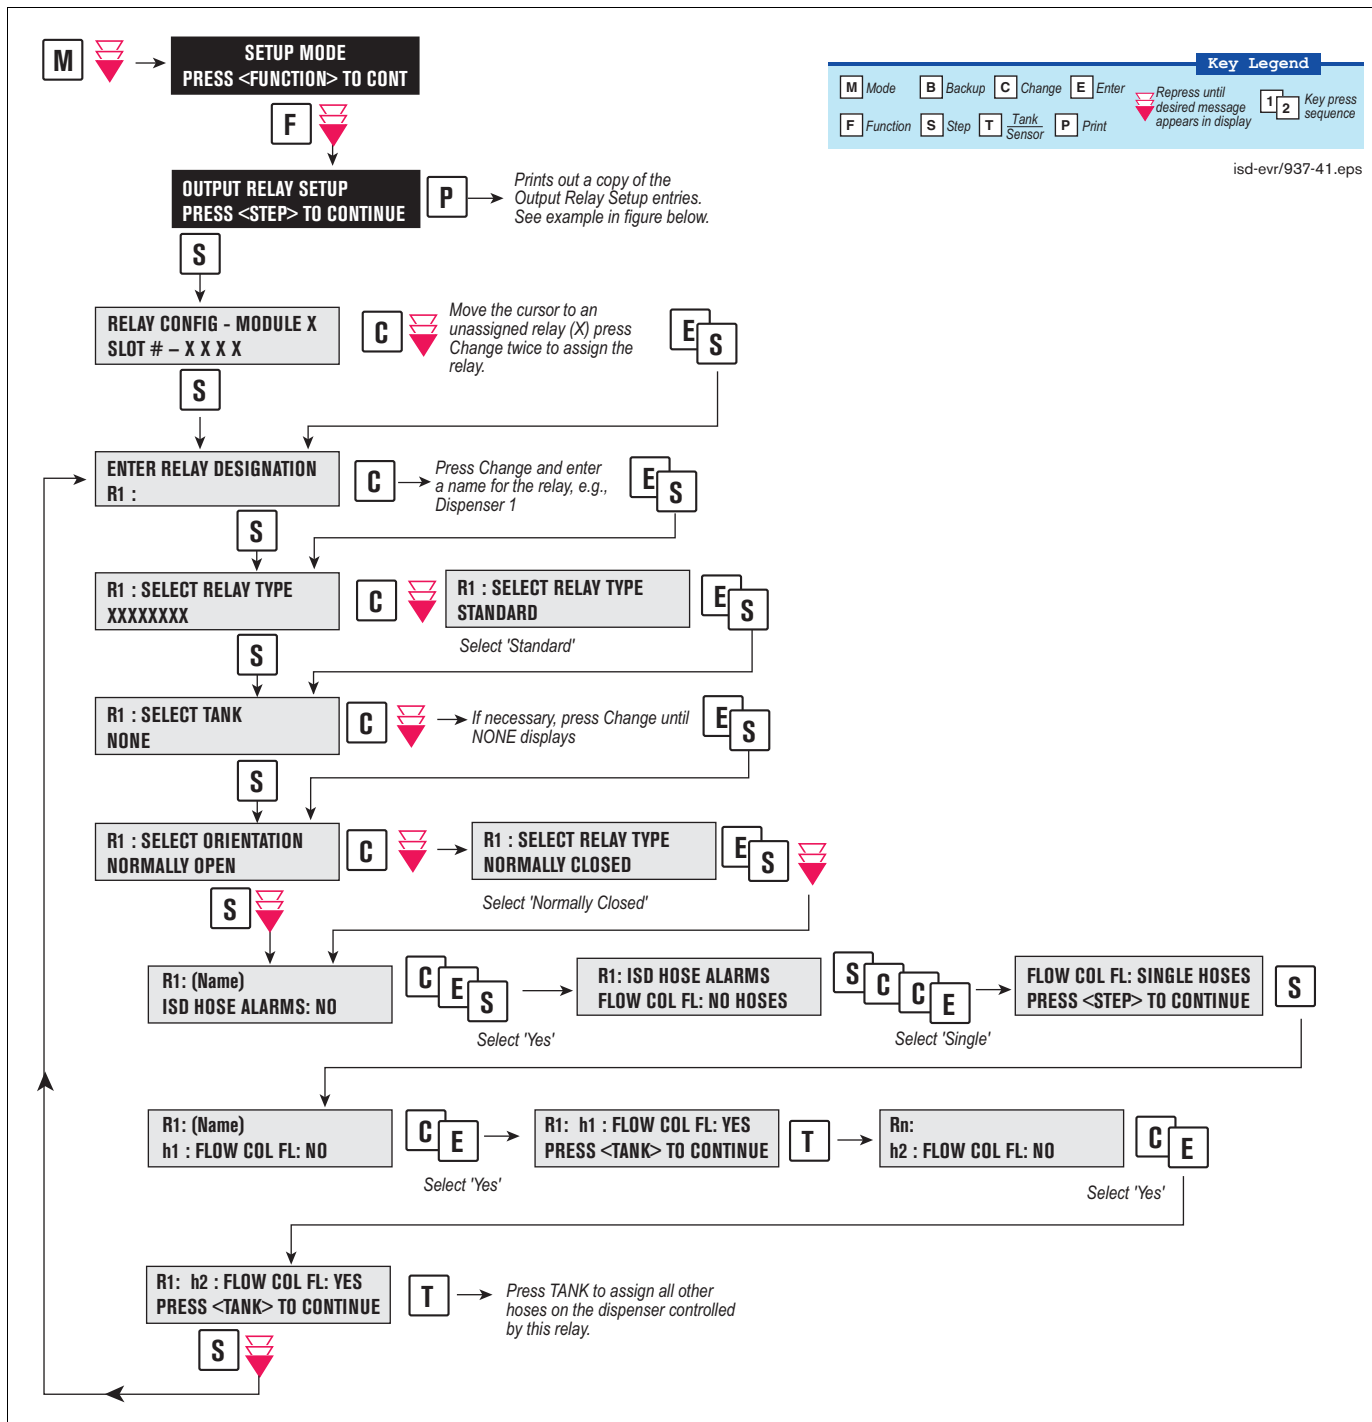 M
SETUP MODE
PRESS <FUNCTION> TO CONT
Key Legend
M Mode B Backup C Change E Enter
F Function S Step T Tank
Sensor P Print
Repress until
desired message
appears in display
1 2 Key press
sequence
isd-evr/937-41.eps
F
OUTPUT RELAY SETUP
PRESS <STEP> TO CONTINUE
P
Prints out a copy of the
Output Relay Setup entries.
See example in figure below.
S
RELAY CONFIG - MODULE X
SLOT # – X X X X
C
Move the cursor to an
unassigned relay (X) press
Change twice to assign the
relay.
E S
S
ENTER RELAY DESIGNATION
R1 :
C
Press Change and enter
a name for the relay, e.g.,
Dispenser 1
E S
S
R1 : SELECT RELAY TYPE
XXXXXXXX
C
R1 : SELECT RELAY TYPE
STANDARD
E S
Select 'Standard'
S
R1 : SELECT TANK
NONE
C
If necessary, press Change until
NONE displays
E S
S
R1 : SELECT ORIENTATION
NORMALLY OPEN
C
R1 : SELECT RELAY TYPE
NORMALLY CLOSED
E S
Select 'Normally Closed'
S
R1: (Name)
ISD HOSE ALARMS: NO
C E S
Select 'Yes'
R1: ISD HOSE ALARMS
FLOW COL FL: NO HOSES
S C C E
Select 'Single'
FLOW COL FL: SINGLE HOSES
PRESS <STEP> TO CONTINUE
S
R1: (Name)
h1 : FLOW COL FL: NO
C E
Select 'Yes'
R1: h1 : FLOW COL FL: YES
PRESS <TANK> TO CONTINUE
T
Rn:
h2 : FLOW COL FL: NO
C E
Select 'Yes'
R1: h2 : FLOW COL FL: YES
PRESS <TANK> TO CONTINUE
T
Press TANK to assign all other
hoses on the dispenser controlled
by this relay.
S